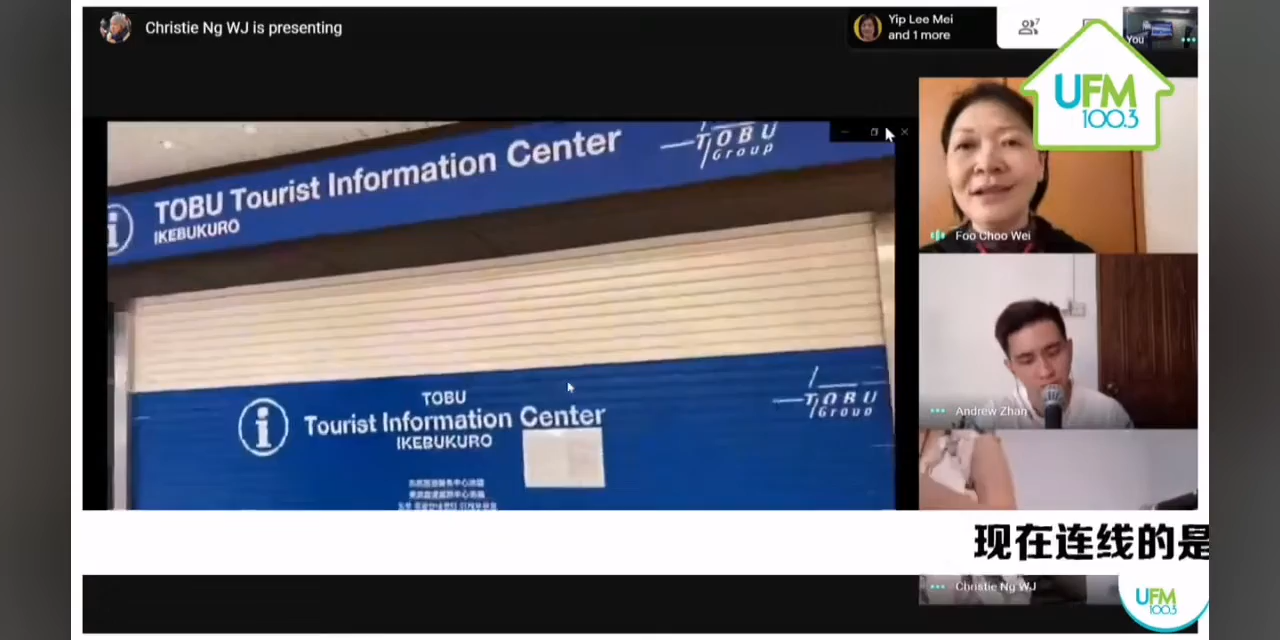 Christie Ng WJ is presenting
Yip Lee Mei
and 1 more
7
You
UFM
100.3
TOBU Tourist Information Center
IKEBUKURO
TOBU
Group
Foo Choo Wei
TOBU
Tourist Information Center
IKEBUKURO
TOBU
Group
Andrew Zhan
现在连线的是
Christie Ng WJ
UFM
100.3